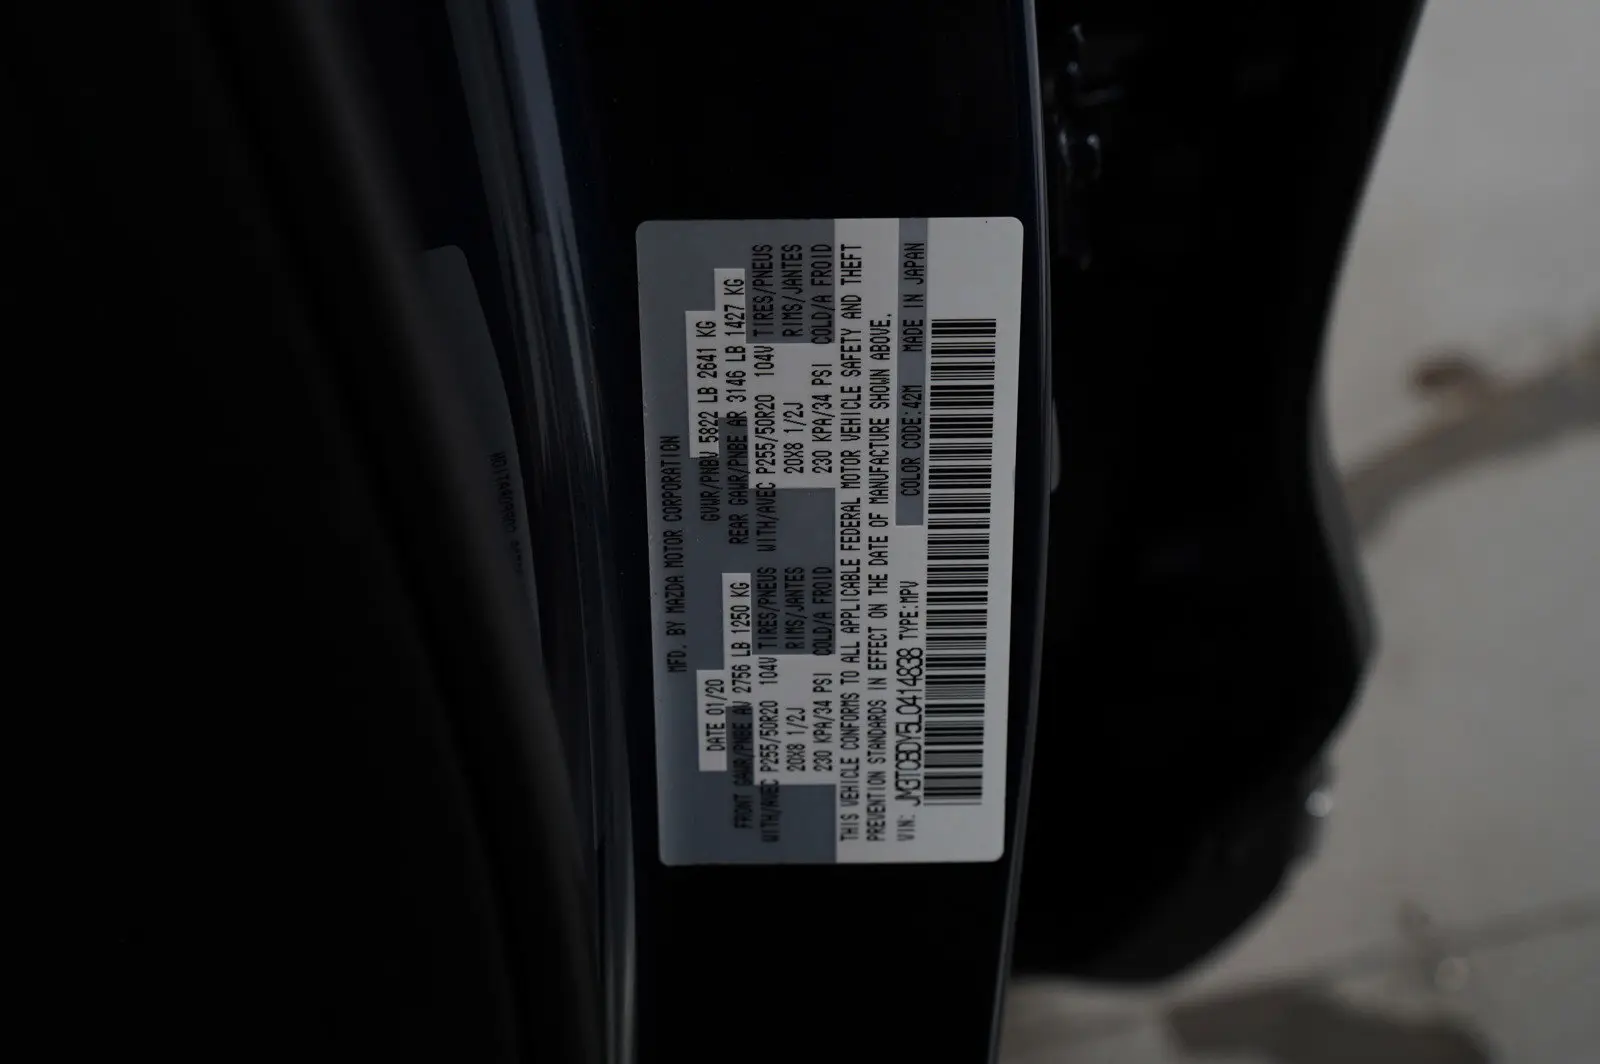 MFD. BY MAZDA MOTOR CORPORATION
DATE 01/20 GVWR/PNBV 5822 LB 2641 KG
FRONT GAWR/PNBE AV 2756 LB 1250 KG REAR GAWR/PNBE AR 3146 LB 1427 KG
WITH/AVEC P255/50R20 104V TIRES/PNEUS WITH/AVEC P255/50R20 104V TIRES/PNEUS
20X8 1/2J RIMS/JANTES 20X8 1/2J RIMS/JANTES
230 KPA/34 PSI COLD/A FROID 230 KPA/34 PSI COLD/A FROID
THIS VEHICLE CONFORMS TO ALL APPLICABLE FEDERAL MOTOR VEHICLE SAFETY AND THEFT
PREVENTION STANDARDS IN EFFECT ON THE DATE OF MANUFACTURE SHOWN ABOVE.
VIN: JM3TCBDY5L0414838 TYPE:MPV COLOR CODE:42M MADE IN JAPAN